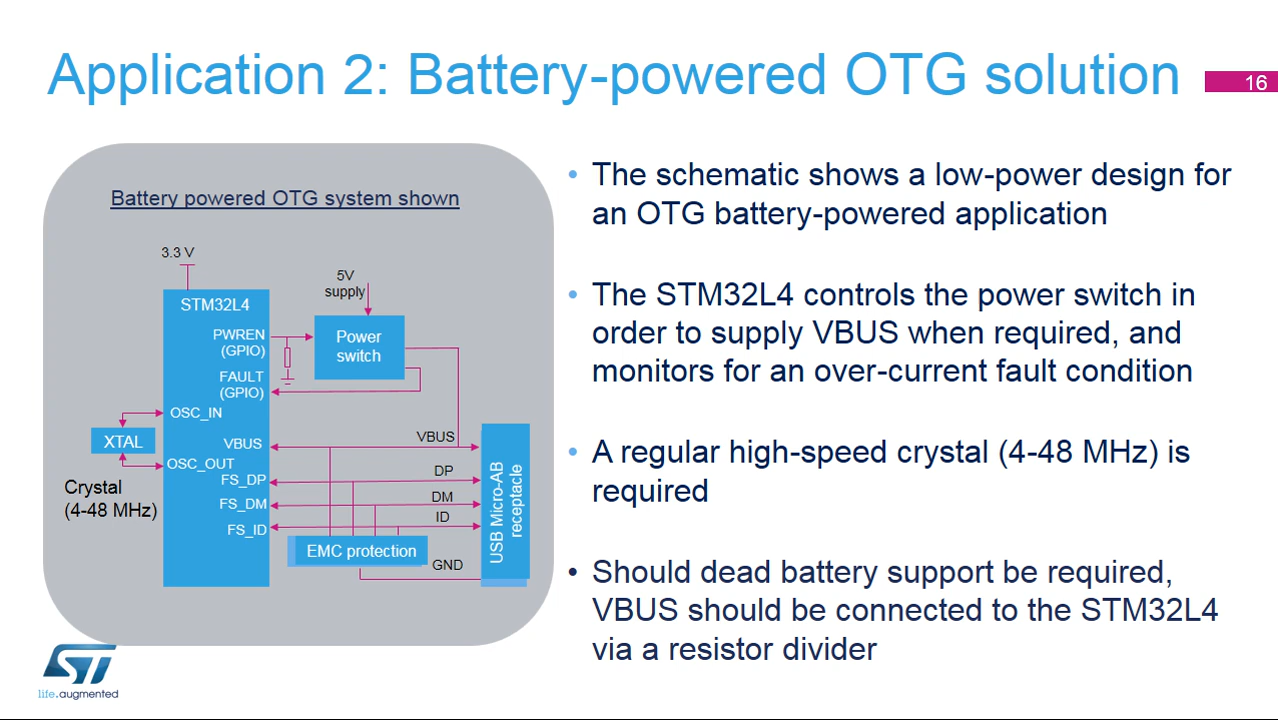 Application 2: Battery-powered OTG solution
16
Battery powered OTG system shown
3.3 V
5V
supply
STM32L4
PWREN
(GPIO)
Power
switch
FAULT
(GPIO)
OSC_IN
XTAL
VBUS
VBUS
OSC_OUT
FS_DP
DP
Crystal
(4-48 MHz)
FS_DM
DM
FS_ID
ID
USB Micro-AB
receptacle
EMC protection
GND
• The schematic shows a low-power design for
an OTG battery-powered application
• The STM32L4 controls the power switch in
order to supply VBUS when required, and
monitors for an over-current fault condition
• A regular high-speed crystal (4-48 MHz) is
required
• Should dead battery support be required,
VBUS should be connected to the STM32L4
via a resistor divider
ST
life.augmented